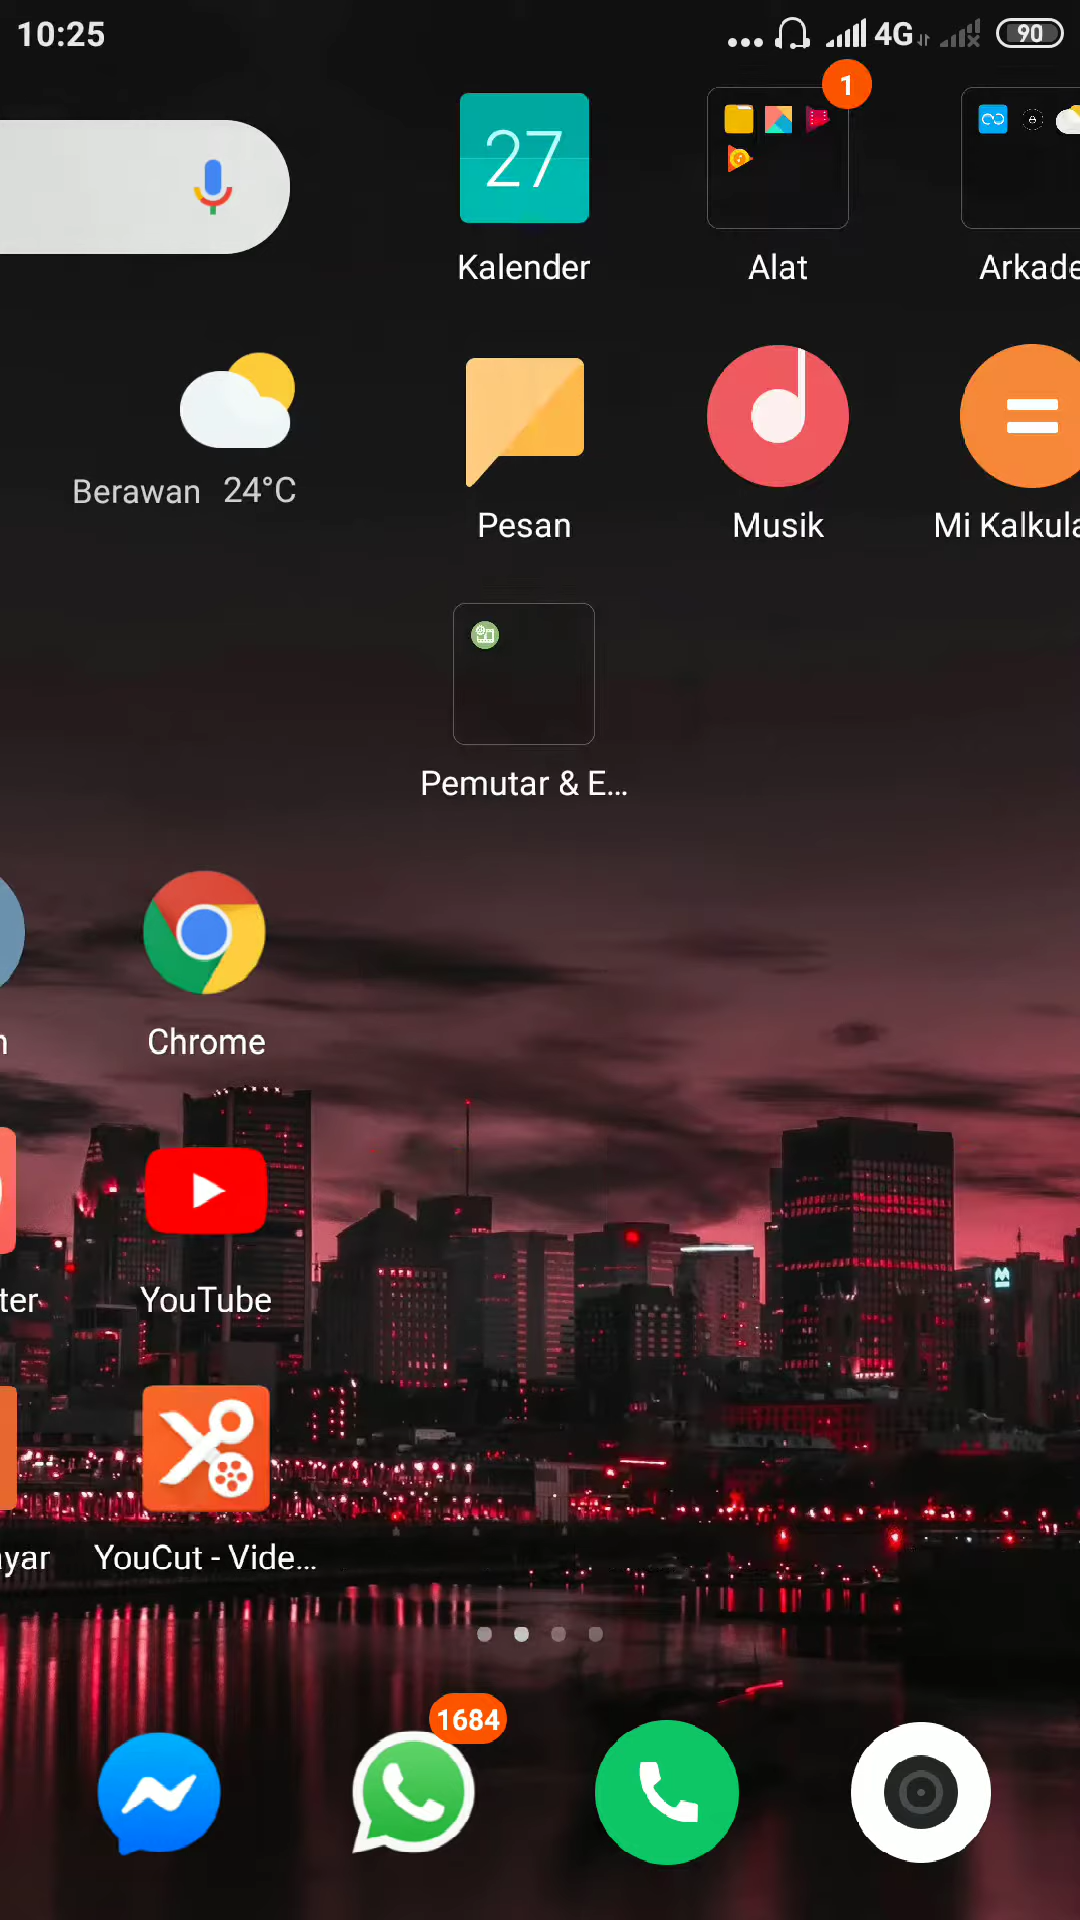 10:25
4G
90
1
27
Kalender
Alat
Arkade
Berawan 24°C
Pesan
Musik
Mi Kalkula
Pemutar & E...
n
Chrome
ter
YouTube
ayar
YouCut - Vide...
1684